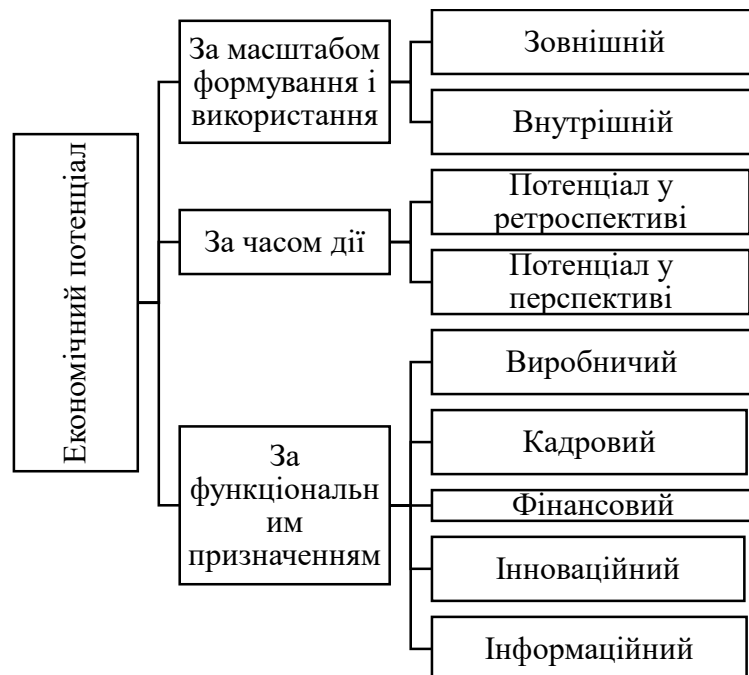 Економічний потенціал
За масштабом
формування і
використання
Зовнішній
Внутрішній
За часом дії
Потенціал у
ретроспективі
Потенціал у
перспективі
За
функціональн
им
призначенням
Виробничий
Кадровий
Фінансовий
Інноваційний
Інформаційний